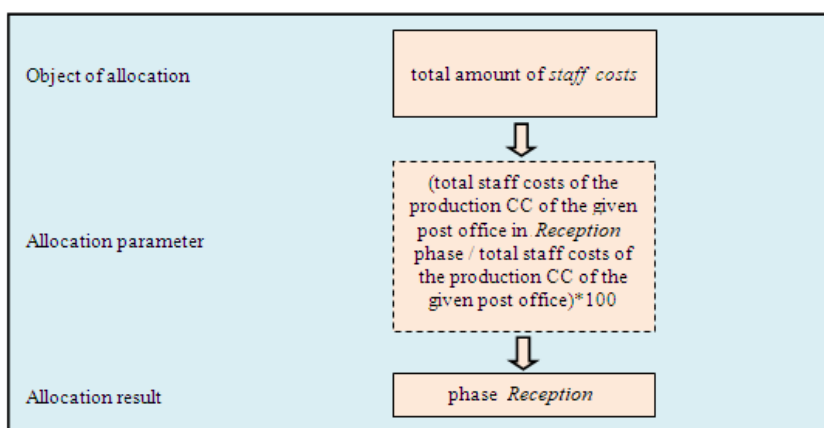 Object of allocation
total amount of staff costs
Allocation parameter
(total staff costs of the
production CC of the given
post office in Reception
phase / total staff costs of
the production CC of the
given post office)*100
Allocation result
phase Reception